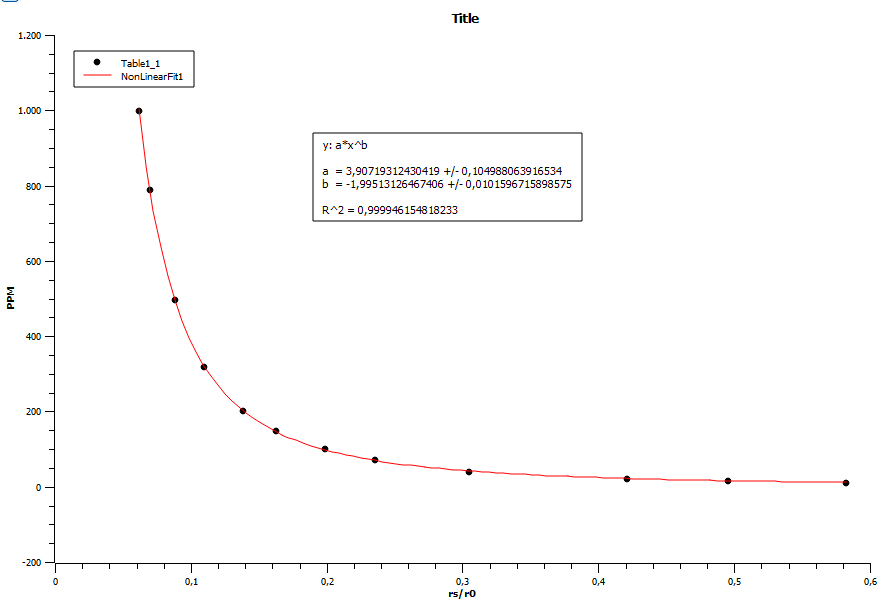 Title
1.200
1.000
800
600
400
200
0
-200
PPM
Table1_1
NonLinearFit1
y: a*x^b
a = 3,90719312430419 +/- 0,104988063916534
b = -1,99513126467406 +/- 0,0101596715898575
R^2 = 0,999946154818233
0 0,1 0,2 0,3 0,4 0,5 0,6
rs/r0